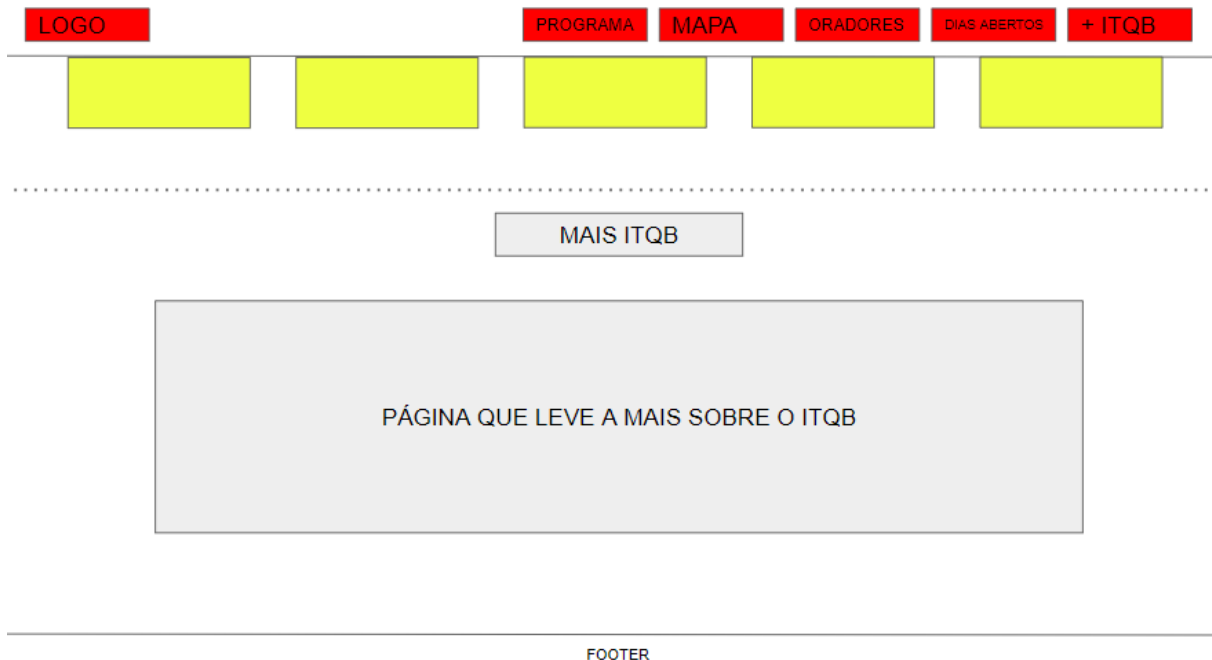 LOGO
PROGRAMA
MAPA
ORADORES
DIAS ABERTOS
+ ITQB
MAIS ITQB
PÁGINA QUE LEVE A MAIS SOBRE O ITQB
FOOTER